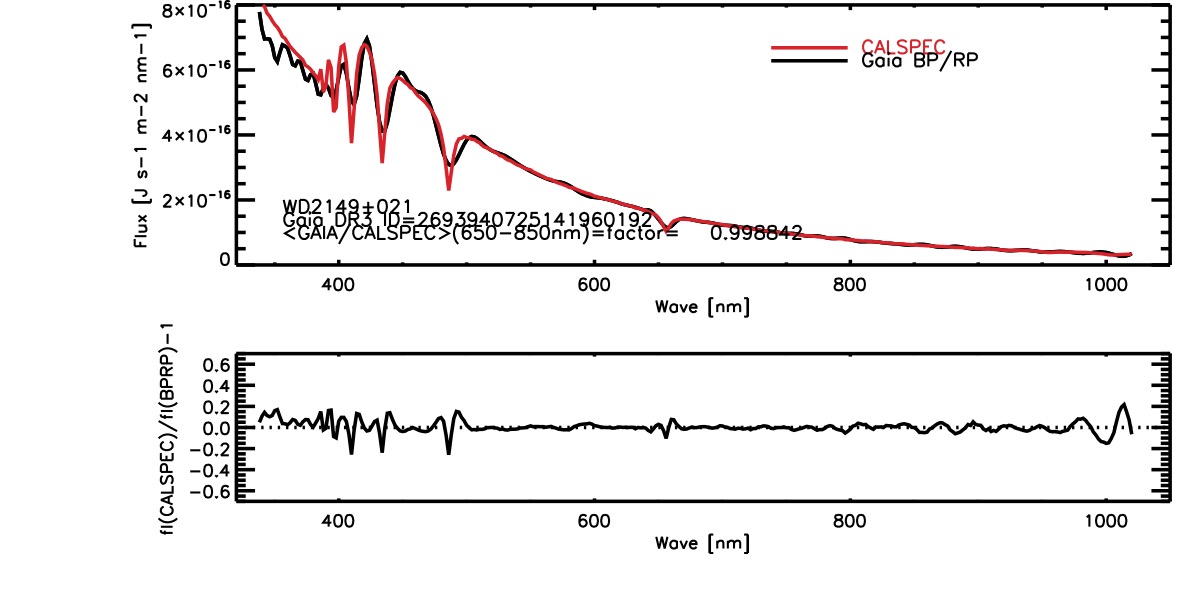 8×10−16
6×10−16
4×10−16
2×10−16
0
Flux [J s−1 m−2 nm−1]
CALSPEC
Gaia BP/RP
WD2149+021
Gaia DR3 ID=2693940725141960192
<GAIA/CALSPEC>(650−850nm)=factor= 0.998842
400 600 800 1000
Wave [nm]
fl(CALSPEC)/fl(BPRP)−1
0.6
0.4
0.2
0.0
−0.2
−0.4
−0.6
400 600 800 1000
Wave [nm]